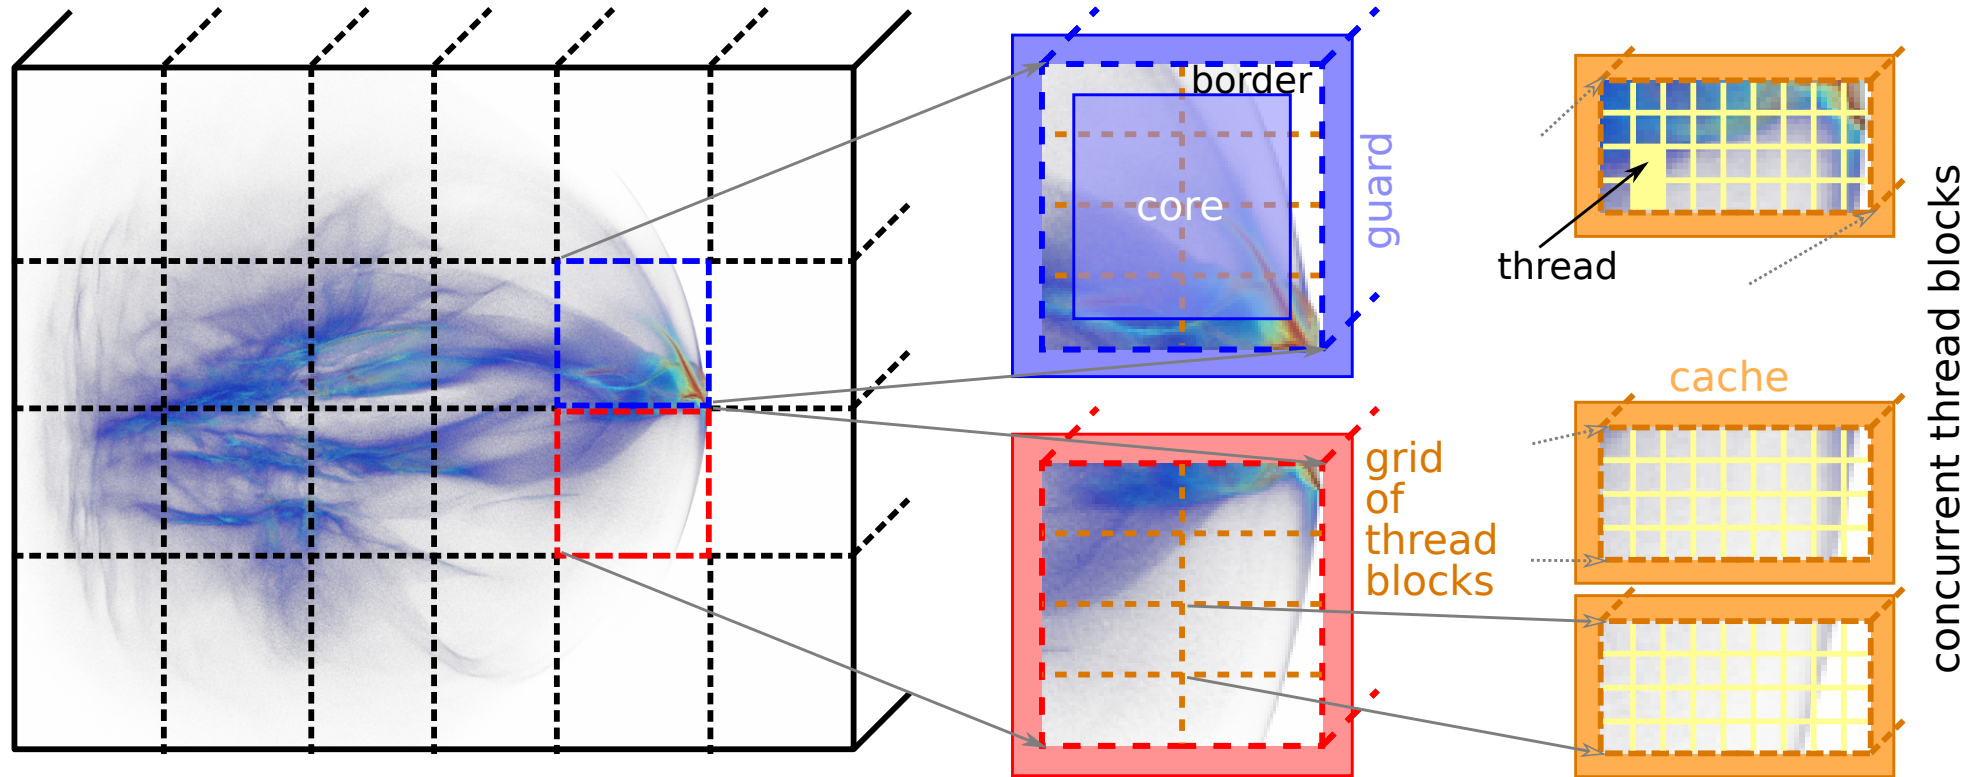 border
core
guard
thread
cache
grid
of
thread
blocks
concurrent thread blocks